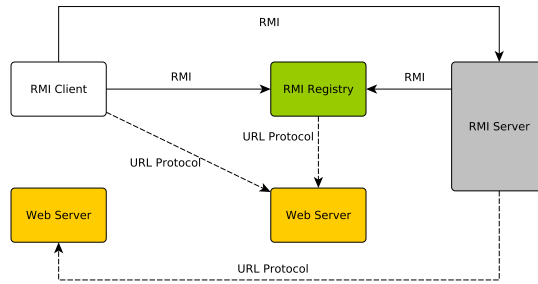 RMI
RMI Client
RMI
RMI Registry
RMI
RMI Server
URL Protocol
URL Protocol
Web Server
Web Server
URL Protocol